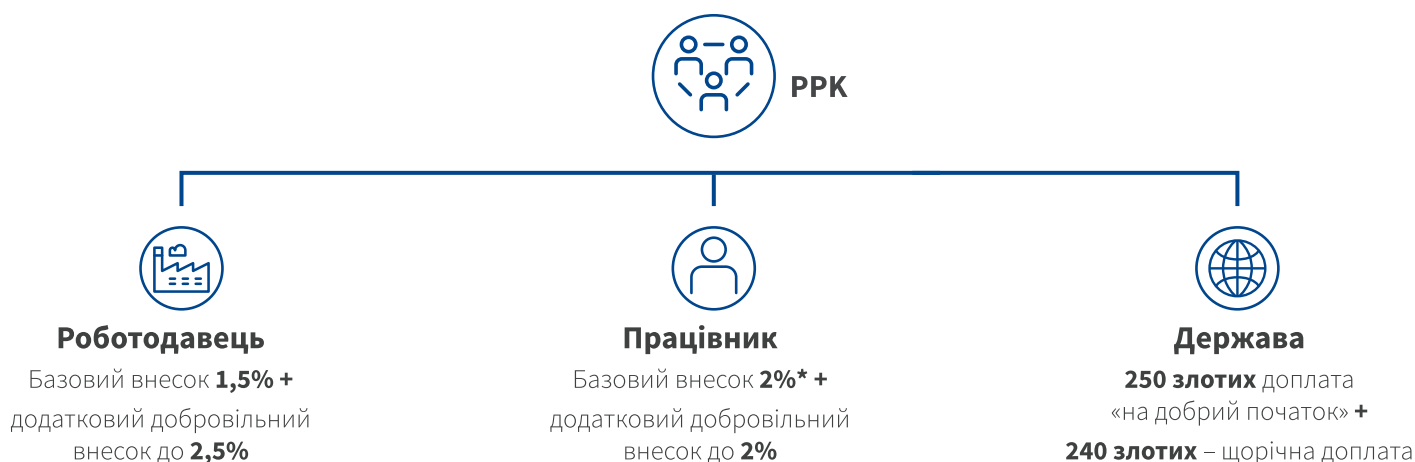 PPK
Роботодавець
Базовий внесок 1,5% +
додатковий добровільний
внесок до 2,5%
Працівник
Базовий внесок 2%* +
додатковий добровільний
внесок до 2%
Держава
250 злотих доплата
«на добрий початок» +
240 злотих – щорічна доплата